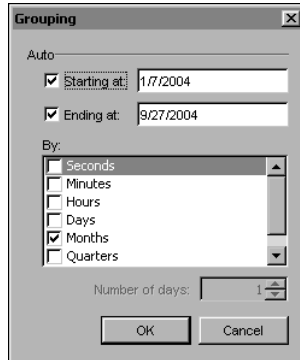 Grouping
Auto
Starting at: 1/7/2004
Ending at: 9/27/2004
By:
Seconds
Minutes
Hours
Days
Months
Quarters
Number of days: 1
OK Cancel